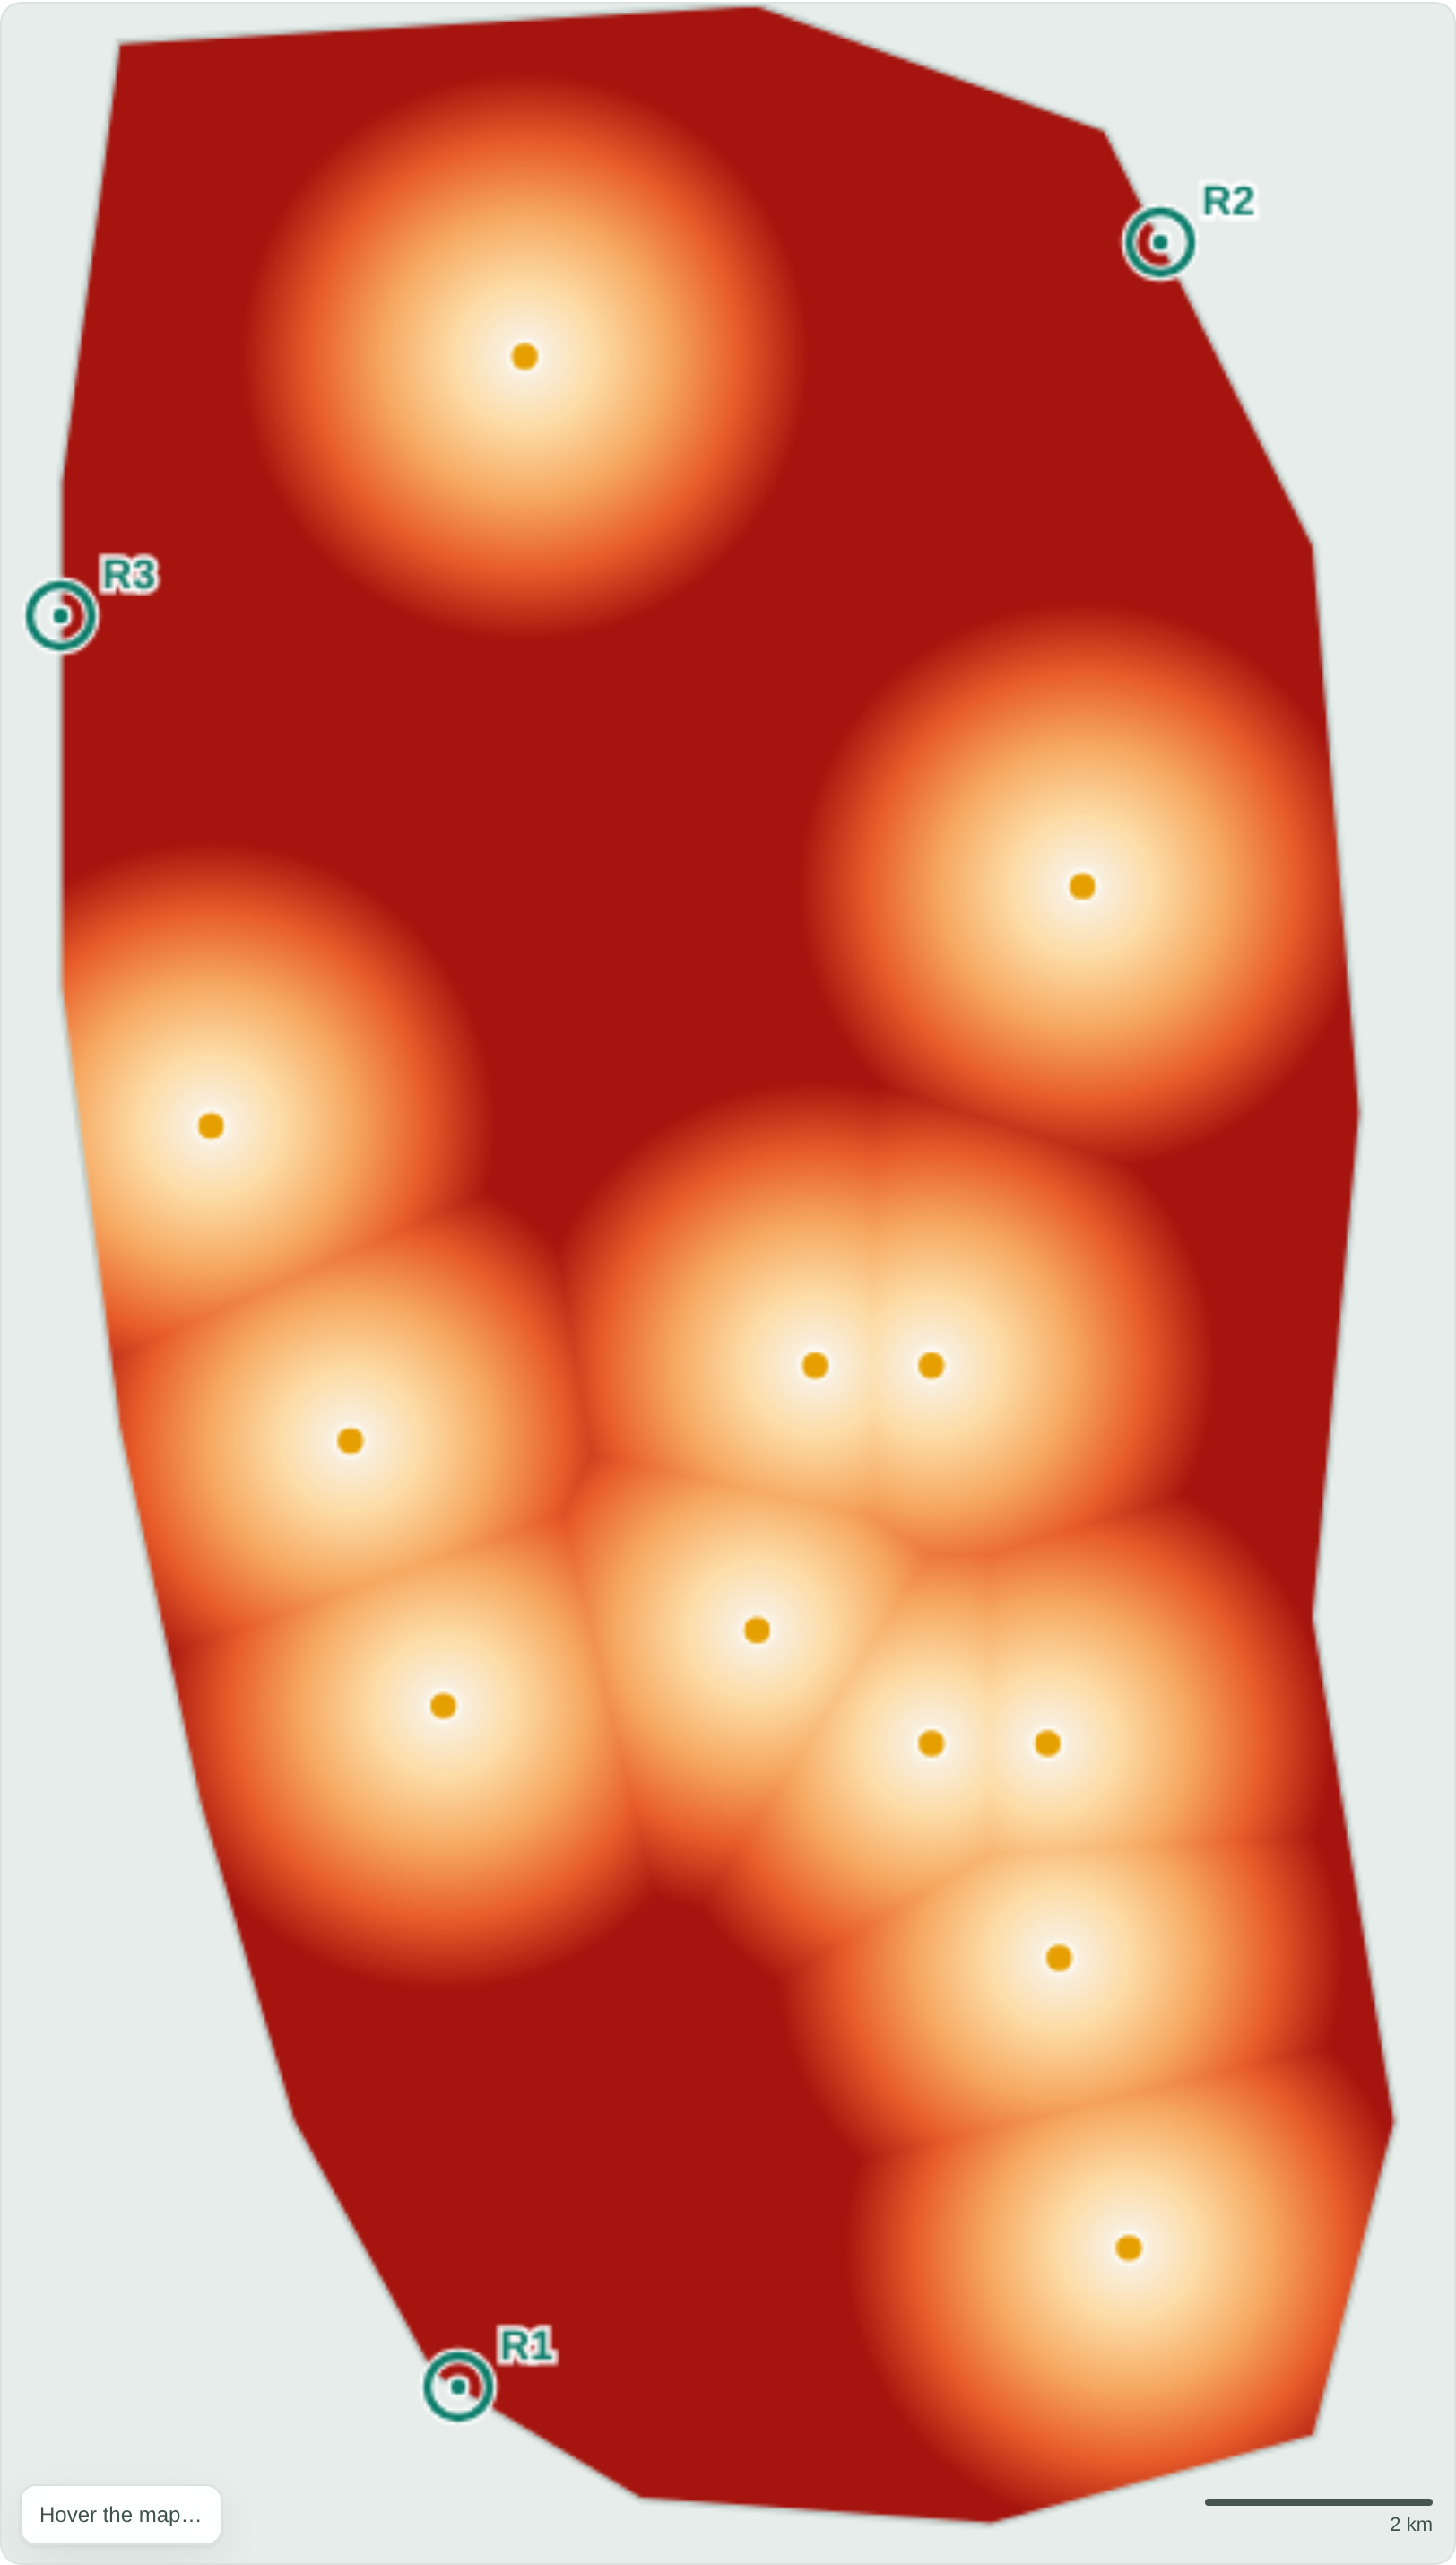 R2
R3
R1
Hover the map…
2 km